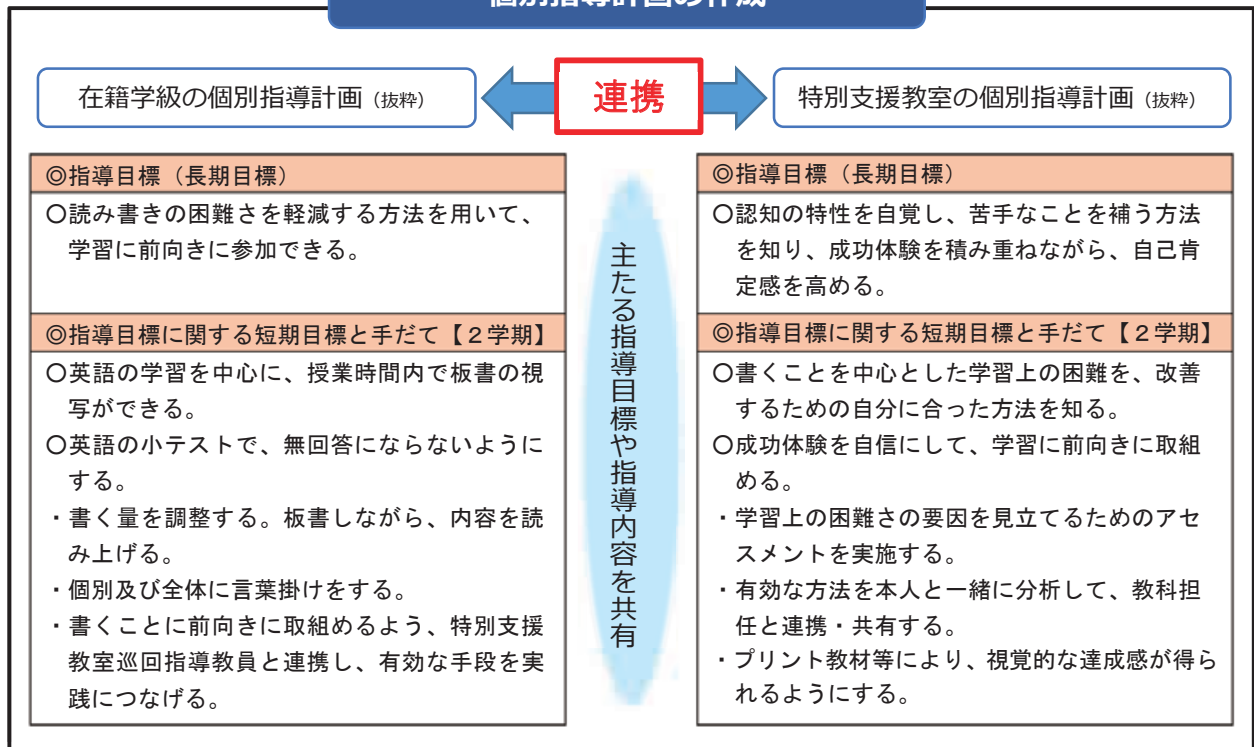 個別指導計画の作成
在籍学級の個別指導計画（抜粋）
連携
特別支援教室の個別指導計画（抜粋）
◎指導目標（長期目標）
〇読み書きの困難さを軽減する方法を用いて、
学習に前向きに参加できる。
◎指導目標に関する短期目標と手だて【２学期】
〇英語の学習を中心に、授業時間内で板書の視
写ができる。
〇英語の小テストで、無回答にならないように
する。
・書く量を調整する。板書しながら、内容を読
み上げる。
・個別及び全体に言葉掛けをする。
・書くことに前向きに取組めるよう、特別支援
教室巡回指導教員と連携し、有効な手段を実
践につなげる。
主たる指導目標や指導内容を共有
◎指導目標（長期目標）
〇認知の特性を自覚し、苦手なことを補う方法
を知り、成功体験を積み重ねながら、自己肯
定感を高める。
◎指導目標に関する短期目標と手だて【２学期】
〇書くことを中心とした学習上の困難を、改善
するための自分に合った方法を知る。
〇成功体験を自信にして、学習に前向きに取組
める。
・学習上の困難さの要因を見立てるためのアセ
スメントを実施する。
・有効な方法を本人と一緒に分析して、教科担
任と連携・共有する。
・プリント教材等により、視覚的な達成感が得ら
れるようにする。